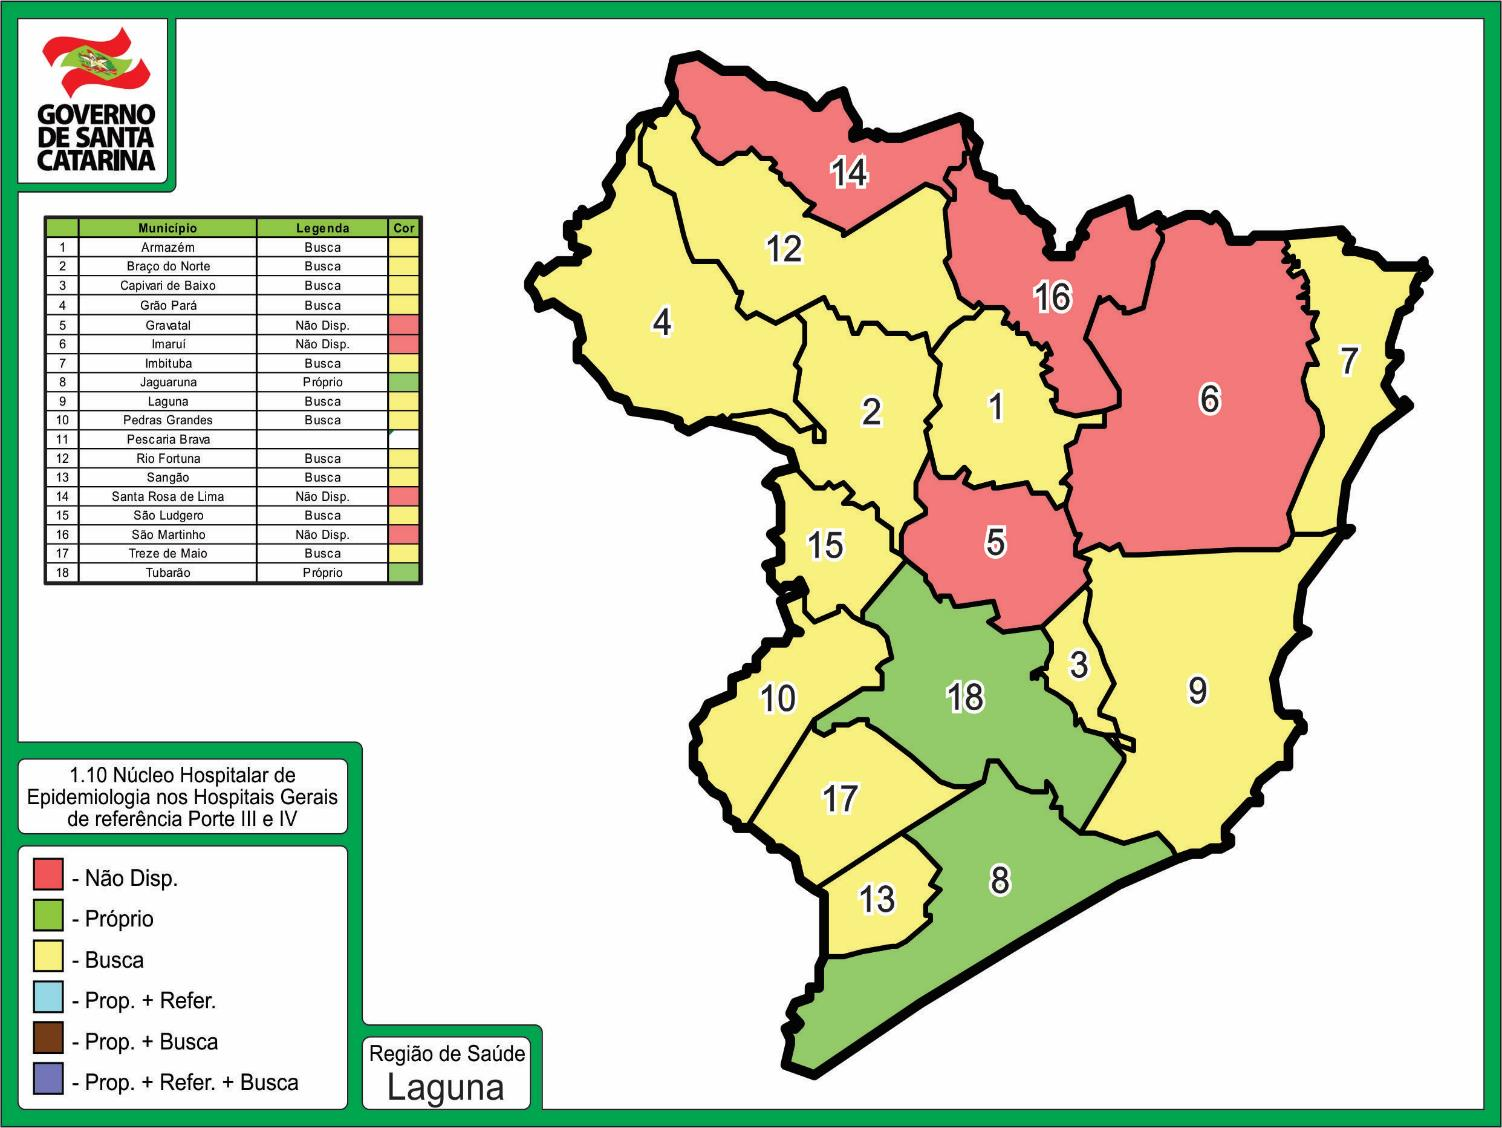 GOVERNO
DE SANTA
CATARINA
Município Legenda Cor
1 Armazém Busca
2 Braço do Norte Busca
3 Capivari de Baixo Busca
4 Grão Pará Busca
5 Gravatal Não Disp.
6 Imaruí Não Disp.
7 Imbituba Busca
8 Jaguaruna Próprio
9 Laguna Busca
10 Pedras Grandes Busca
11 Pescaria Brava
12 Rio Fortuna Busca
13 Sangão Busca
14 Santa Rosa de Lima Não Disp.
15 São Ludgero Busca
16 São Martinho Não Disp.
17 Treze de Maio Busca
18 Tubarão Próprio
14
12
16
4
7
6
2
1
5
15
3
9
10
18
17
8
13
1.10 Núcleo Hospitalar de
Epidemiologia nos Hospitais Gerais
de referência Porte III e IV
- Não Disp.
- Próprio
- Busca
- Prop. + Refer.
- Prop. + Busca
- Prop. + Refer. + Busca
Região de Saúde
Laguna